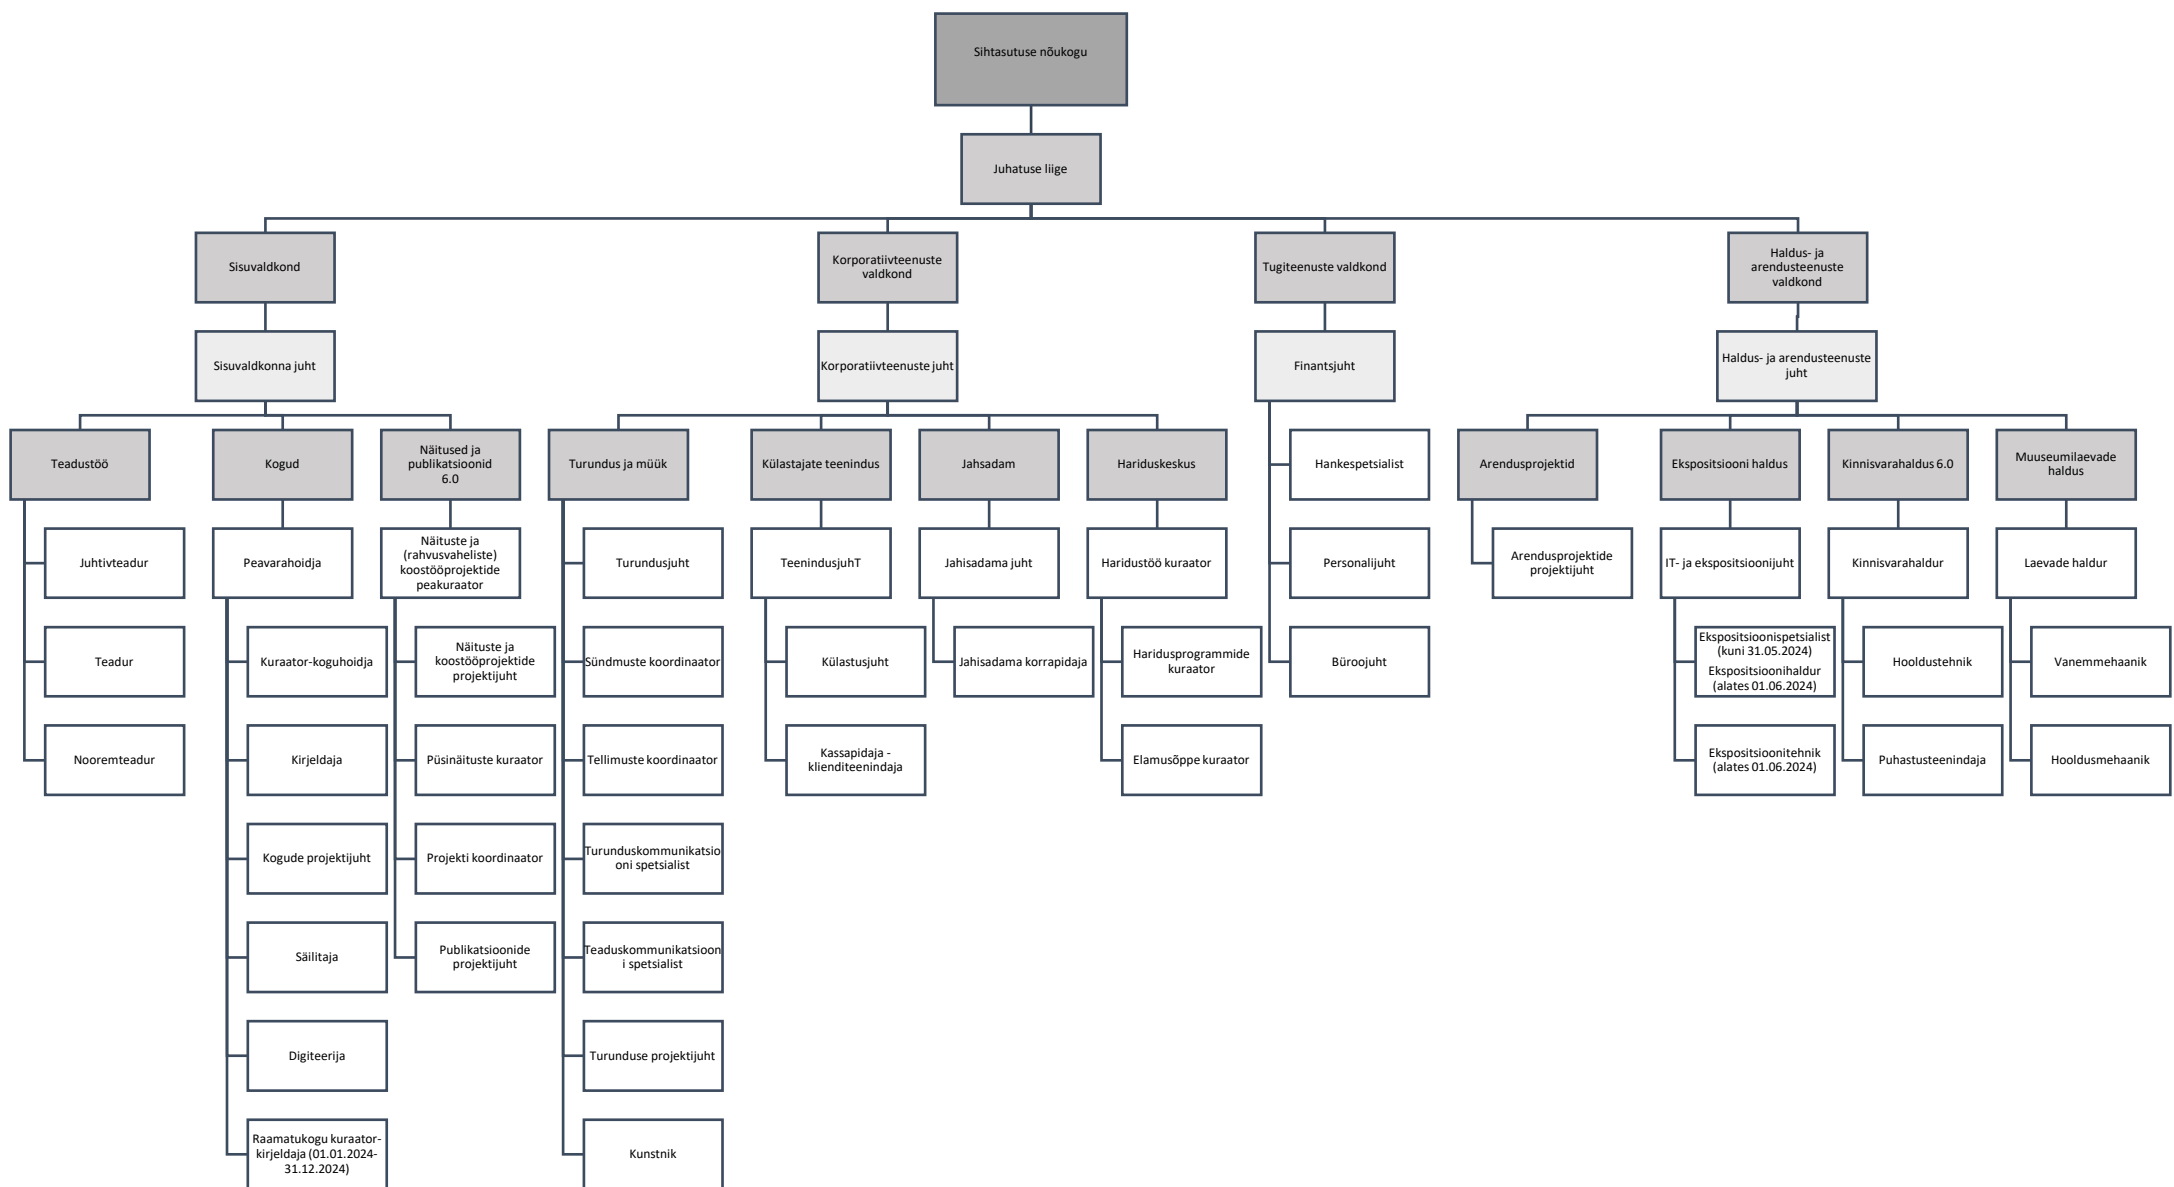 Sihtasutuse nõukogu
Juhatuse liige
Sisuvaldkond
Korporatiivteenuste
valdkond
Tugiteenuste valdkond
Haldus- ja
arendusteenuste
valdkond
Sisuvaldkonna juht
Korporatiivteenuste juht
Finantsjuht
Haldus- ja arendusteenuste
juht
Teadustöö
Kogud
Näitused ja
publikatsioonid
6.0
Turundus ja müük
Külastajate teenindus
Jahsadam
Hariduskeskus
Hankespetsialist
Arendusprojektid
Ekspositsiooni haldus
Kinnisvarahaldus 6.0
Muuseumilaevade
haldus
Juhtivteadur
Peavarahoidja
Näituste ja
(rahvusvaheliste)
koostööprojektide
peakuraator
Turundusjuht
TeenindusjuhT
Jahisadama juht
Haridustöö kuraator
Personalijuht
Arendusprojektide
projektijuht
IT- ja ekspositsioonijuht
Kinnisvarahaldur
Laevade haldur
Teadur
Kuraator-koguhoidja
Näituste ja
koostööprojektide
projektijuht
Sündmuste koordinaator
Külastusjuht
Jahisadama korrapidaja
Haridusprogrammide
kuraator
Büroojuht
Ekspositsioonispetsialist
(kuni 31.05.2024)
Ekspositsioonihaldur
(alates 01.06.2024)
Hooldustehnik
Vanemmehaanik
Nooremteadur
Kirjeldaja
Püsinäituste kuraator
Tellimuste koordinaator
Kassapidaja -
klienditeenindaja
Elamusõppe kuraator
Ekspositsioonitehnik
(alates 01.06.2024)
Puhastusteenindaja
Hooldusmehaanik
Kogude projektijuht
Projekti koordinaator
Turunduskommunikatsio
oni spetsialist
Säilitaja
Publikatsioonide
projektijuht
Teaduskommunikatsioon
i spetsialist
Digiteerija
Turunduse projektijuht
Raamatukogu kuraator-
kirjeldaja (01.01.2024-
31.12.2024)
Kunstnik